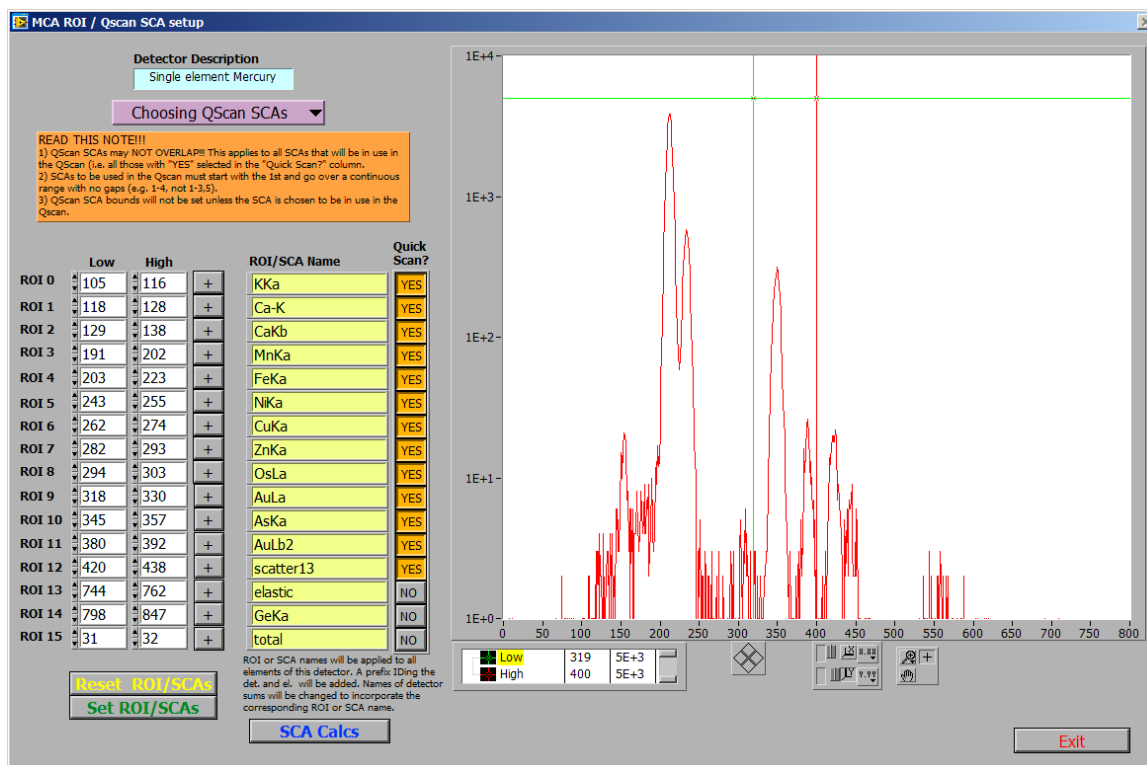 MCA ROI / Qscan SCA setup
Detector Description
Single element Mercury
Choosing QScan SCAs
READ THIS NOTE!!!
1) QScan SCAs may NOT OVERLAP!!! This applies to all SCAs that will be in use in
the QScan (i.e. all those with "YES" selected in the "Quick Scan?" column.
2) SCAs to be used in the Qscan must start with the 1st and go over a continuous
range with no gaps (e.g. 1-4, not 1-3,5).
3) QScan SCA bounds will not be set unless the SCA is chosen to be in use in the
Qscan.
Low High ROI/SCA Name Quick Scan?
ROI 0 105 116 + KKa YES
ROI 1 118 128 + Ca-K YES
ROI 2 129 138 + CaKb YES
ROI 3 191 202 + MnKa YES
ROI 4 203 223 + FeKa YES
ROI 5 243 255 + NiKa YES
ROI 6 262 274 + CuKa YES
ROI 7 282 293 + ZnKa YES
ROI 8 294 303 + OsLa YES
ROI 9 318 330 + AuLa YES
ROI 10 345 357 + AsKa YES
ROI 11 380 392 + AuLb2 YES
ROI 12 420 438 + scatter13 YES
ROI 13 744 762 + elastic NO
ROI 14 798 847 + GeKa NO
ROI 15 31 32 + total NO
Reset ROI/SCAs
Set ROI/SCAs
ROI or SCA names will be applied to all
elements of this detector. A prefix IDing the
det. and el. will be added. Names of detector
sums will be changed to incorporate the
corresponding ROI or SCA name.
SCA Calcs
1E+4
1E+3
1E+2
1E+1
1E+0
0 50 100 150 200 250 300 350 400 450 500 550 600 650 700 750 800
Low 319 5E+3
High 400 5E+3
X X.XX
Y Y.YY
+
Exit